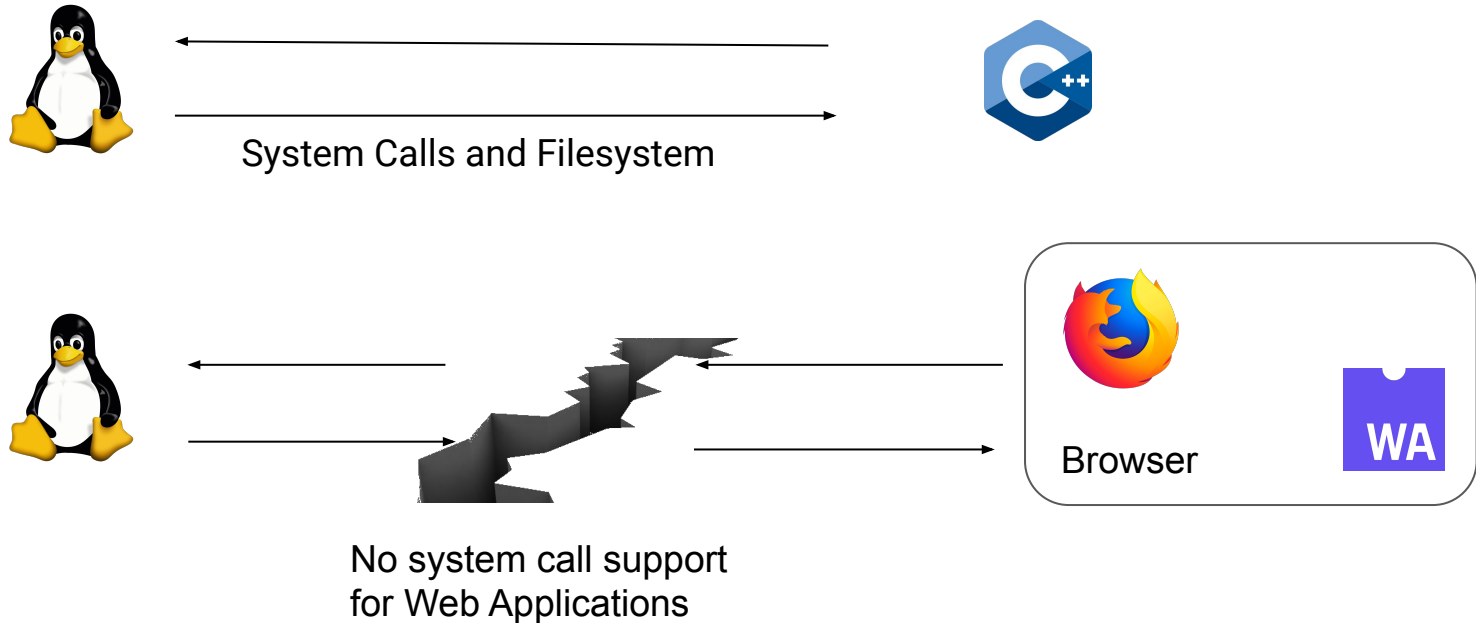 C++
System Calls and Filesystem
WA
Browser
No system call support
for Web Applications